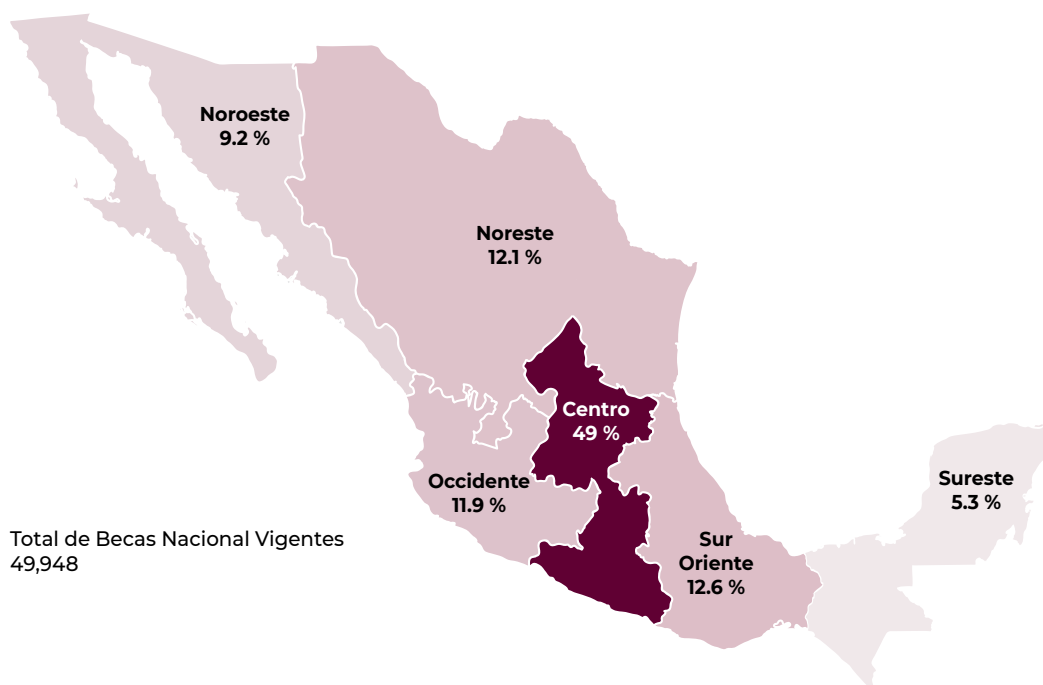 Noroeste
9.2 %
Noreste
12.1 %
Centro
49 %
Occidente
11.9 %
Sureste
5.3 %
Sur
Oriente
12.6 %
Total de Becas Nacional Vigentes
49,948